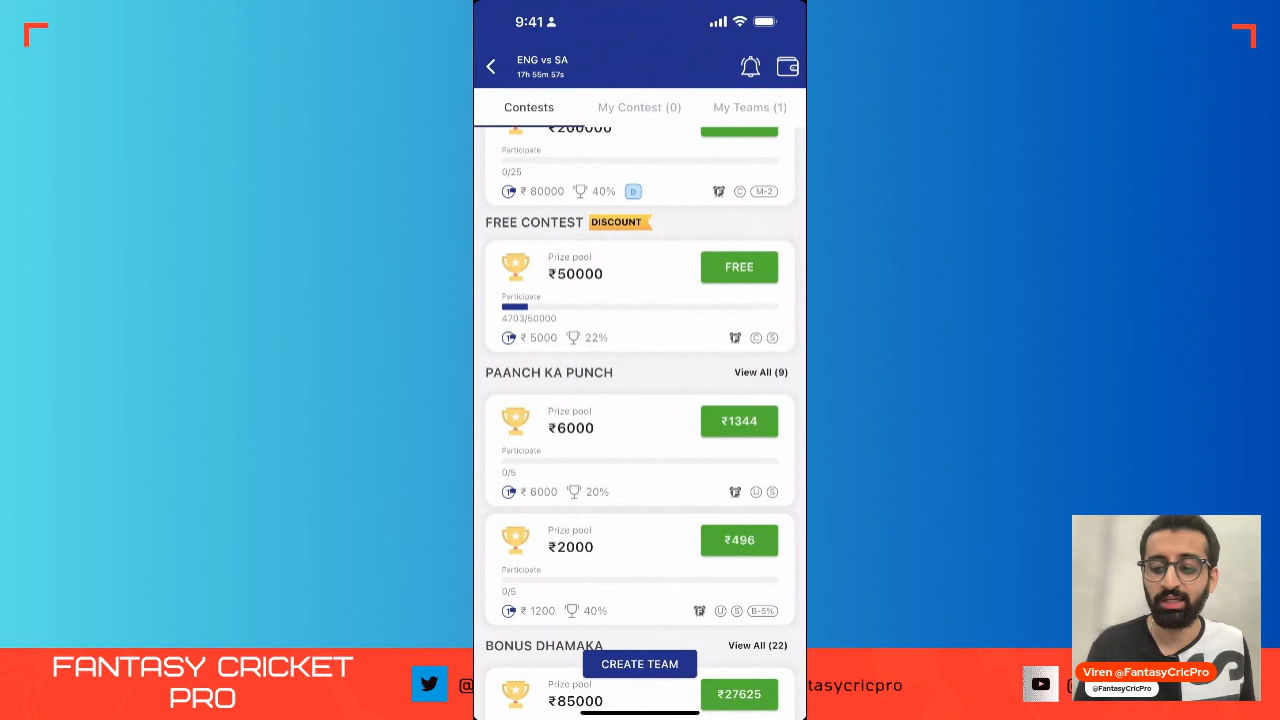 9:41
ENG vs SA
17h 55m 57s
Contests
My Contest (0)
My Teams (1)
₹200000
Participate
0/25
₹ 80000
40%
D
C
M-2
FREE CONTEST
DISCOUNT
Prize pool
₹50000
FREE
Participate
4703/50000
₹ 5000
22%
C
S
PAANCH KA PUNCH
View All (9)
Prize pool
₹6000
₹1344
Participate
0/5
₹ 6000
20%
U
S
Prize pool
₹2000
₹496
Participate
0/5
₹ 1200
40%
U
S
B-5%
BONUS DHAMAKA
View All (22)
CREATE TEAM
Prize pool
₹85000
₹27625
FANTASY CRICKET
PRO
@
tasycricpro
Viren @FantasyCricPro
@FantasyCricPro